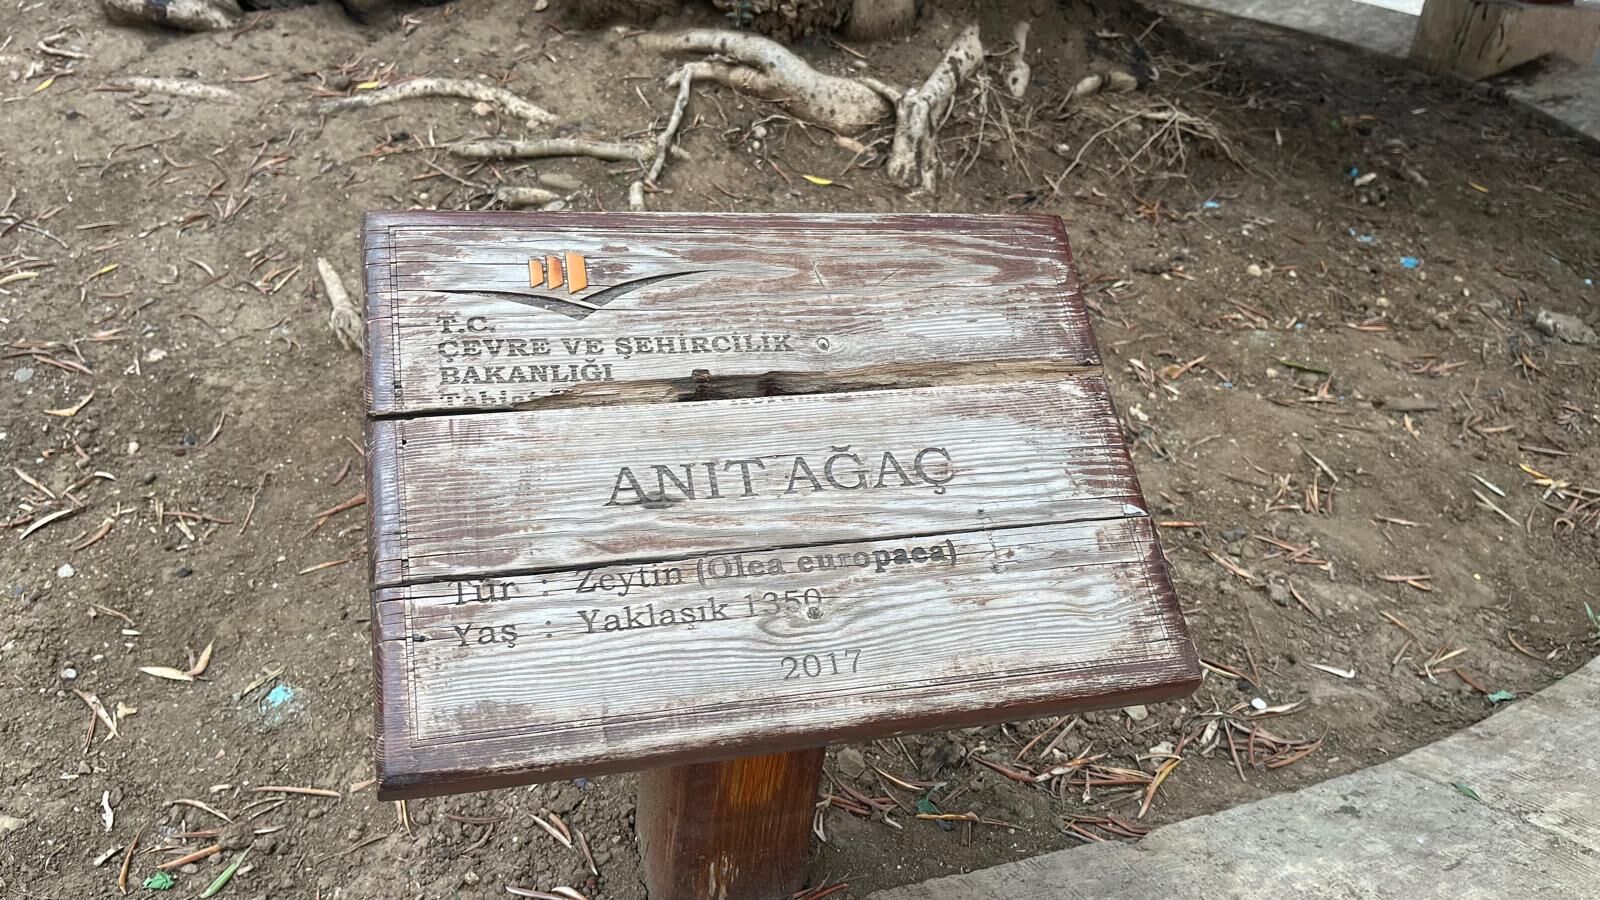 T.C.
ÇEVRE VE ŞEHİRCİLİK
BAKANLIĞI
ANIT AĞAÇ
Tür : Zeytin (Olea europaea)
Yaş : Yaklaşık 1350
2017